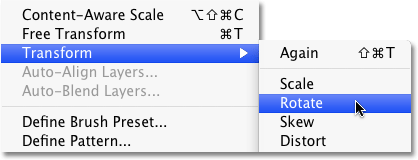 Content-Aware Scale ⌥⇧⌘C
Free Transform ⌘T
Transform ▶
Auto-Align Layers...
Auto-Blend Layers...
Define Brush Preset...
Define Pattern...
Again ⇧⌘T
Scale
Rotate
Skew
Distort